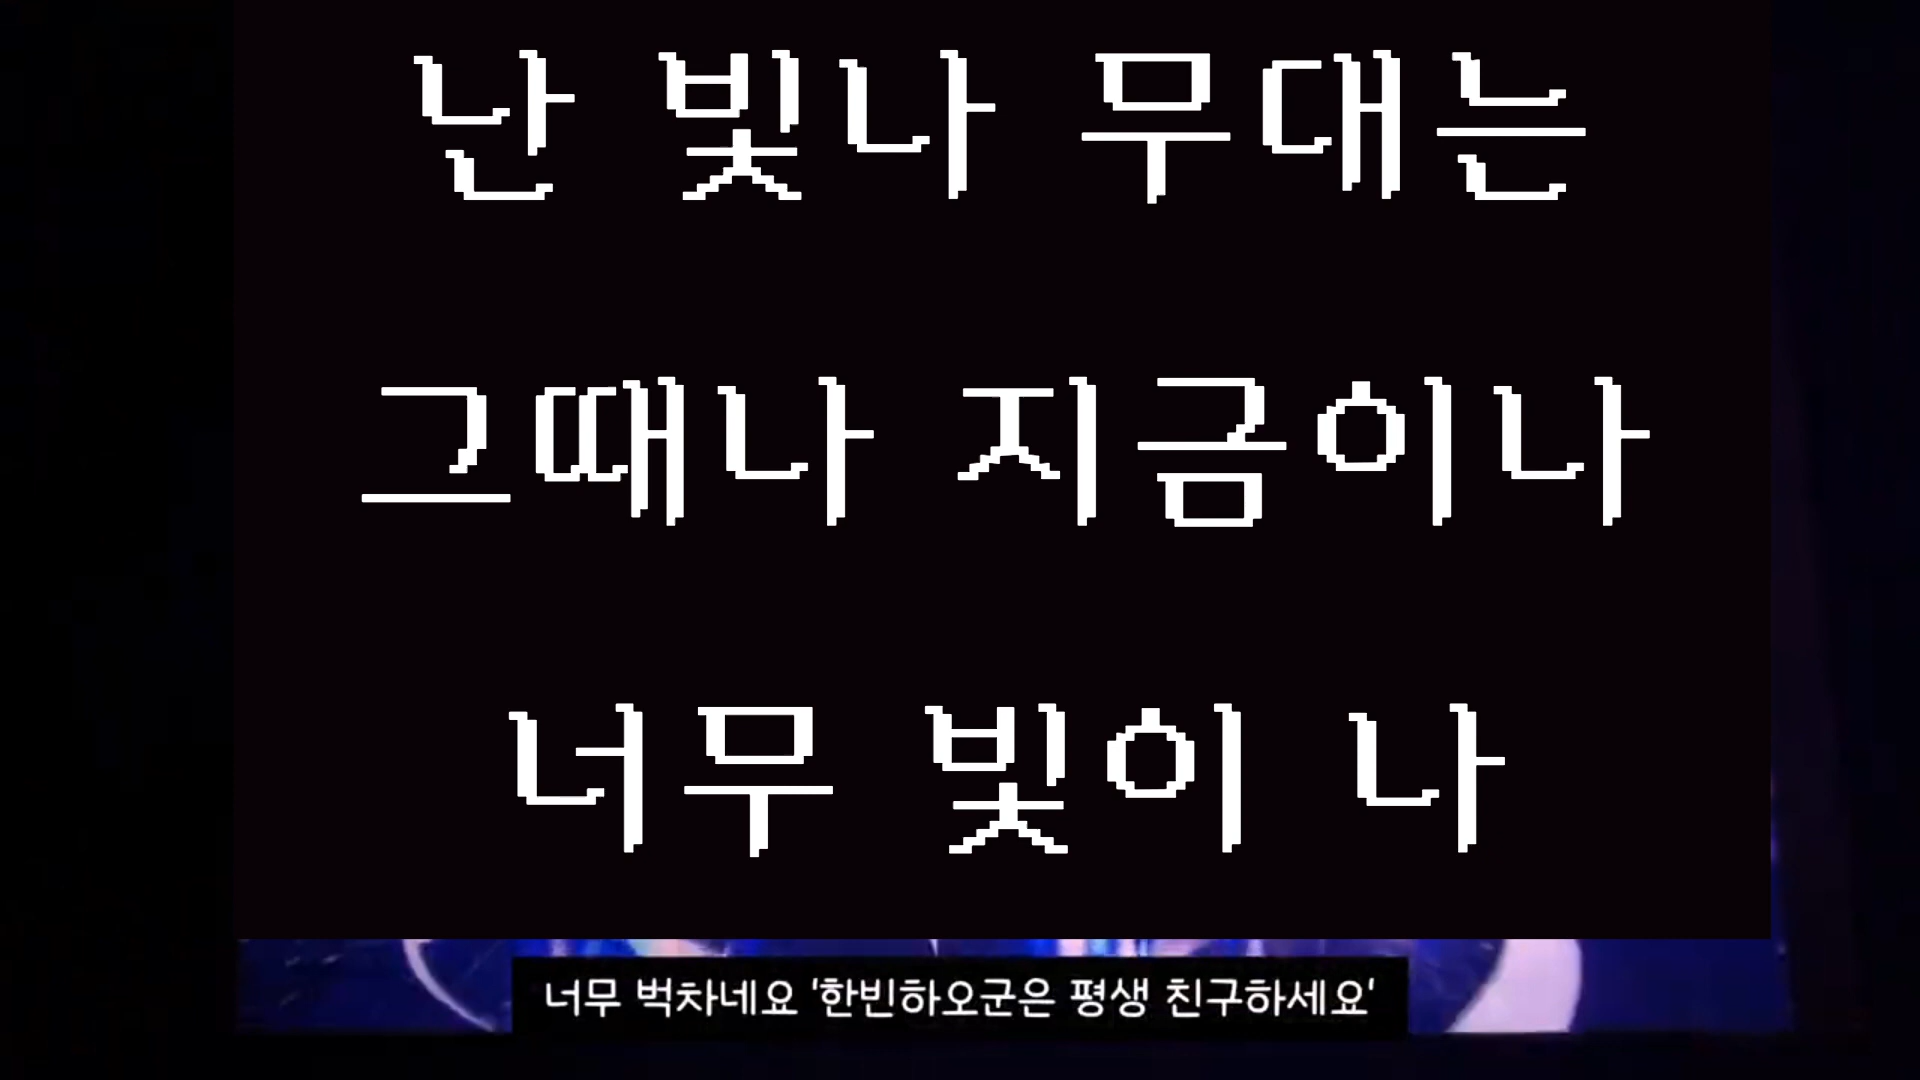 난 빛나 무대는
그때나 지금이나
너무 빛이 나
너무 벅차네요 '한빈하오군은 평생 친구하세요'